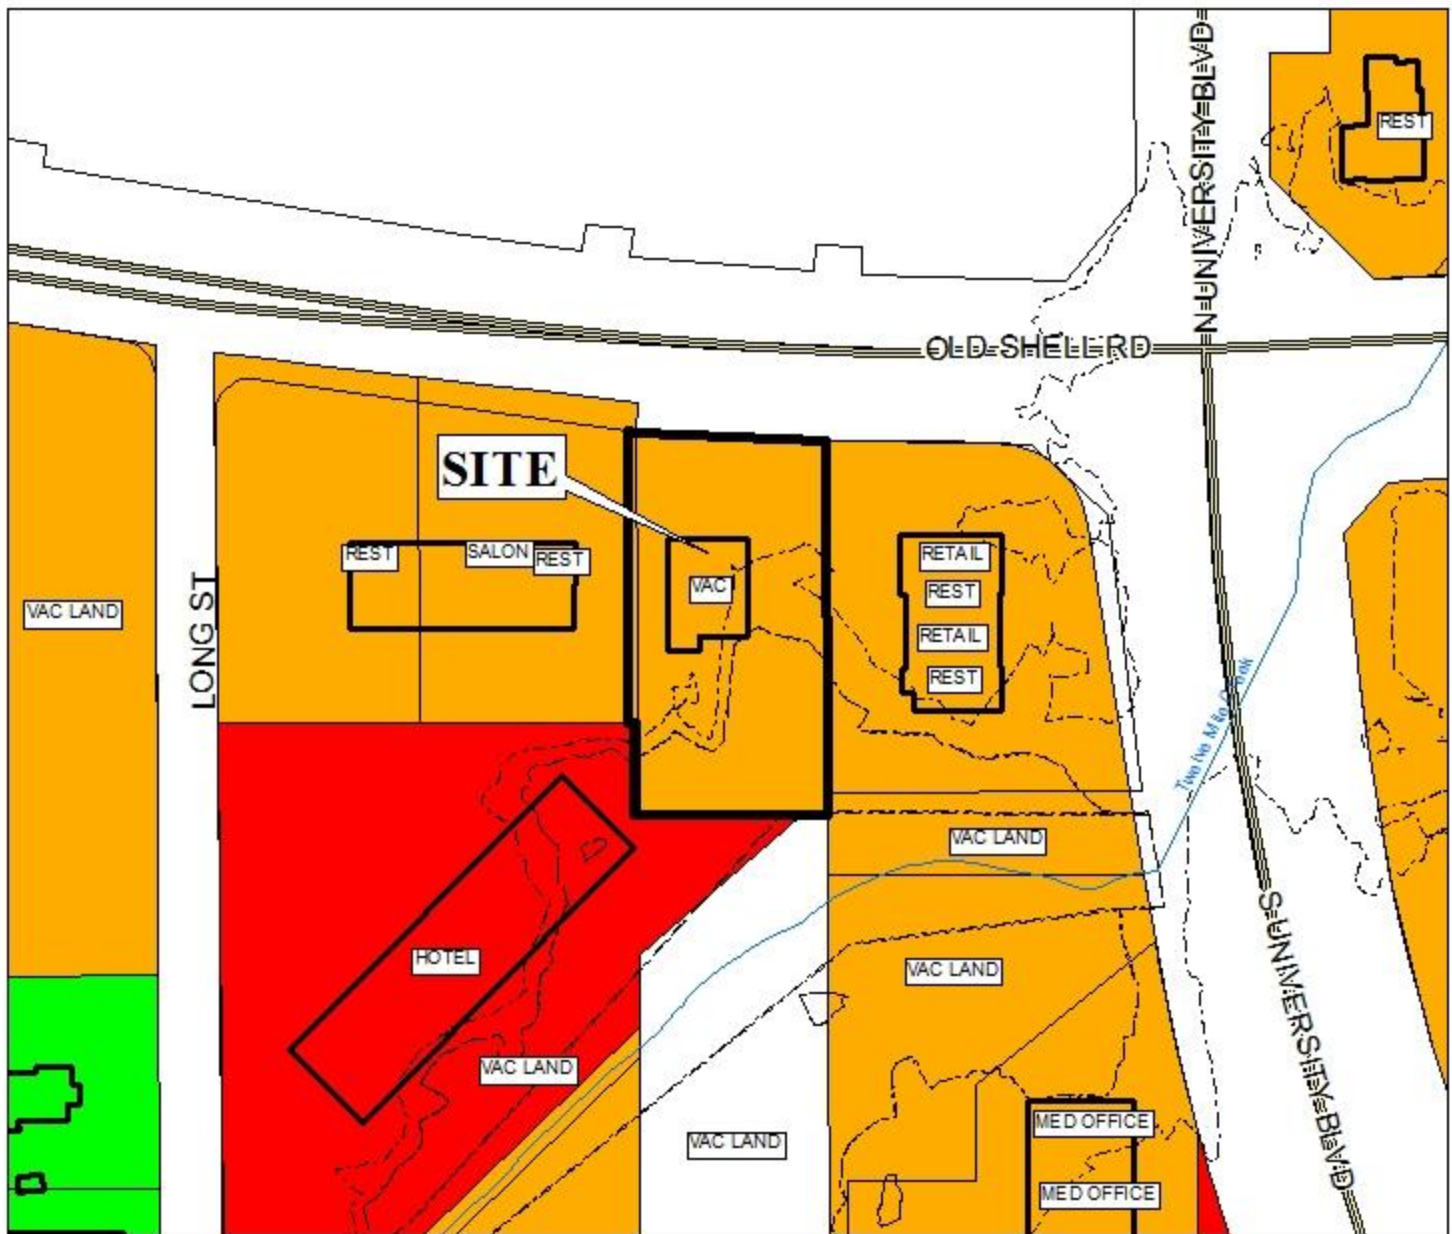 N UNIVERSITY BLVD
REST
OLD SHELL RD
SITE
REST
SALON
REST
VAC
RETAIL
REST
RETAIL
REST
VAC LAND
LONG ST
VAC LAND
HOTEL
VAC LAND
S UNIVERSITY BLVD
VAC LAND
VAC LAND
MED OFFICE
MED OFFICE